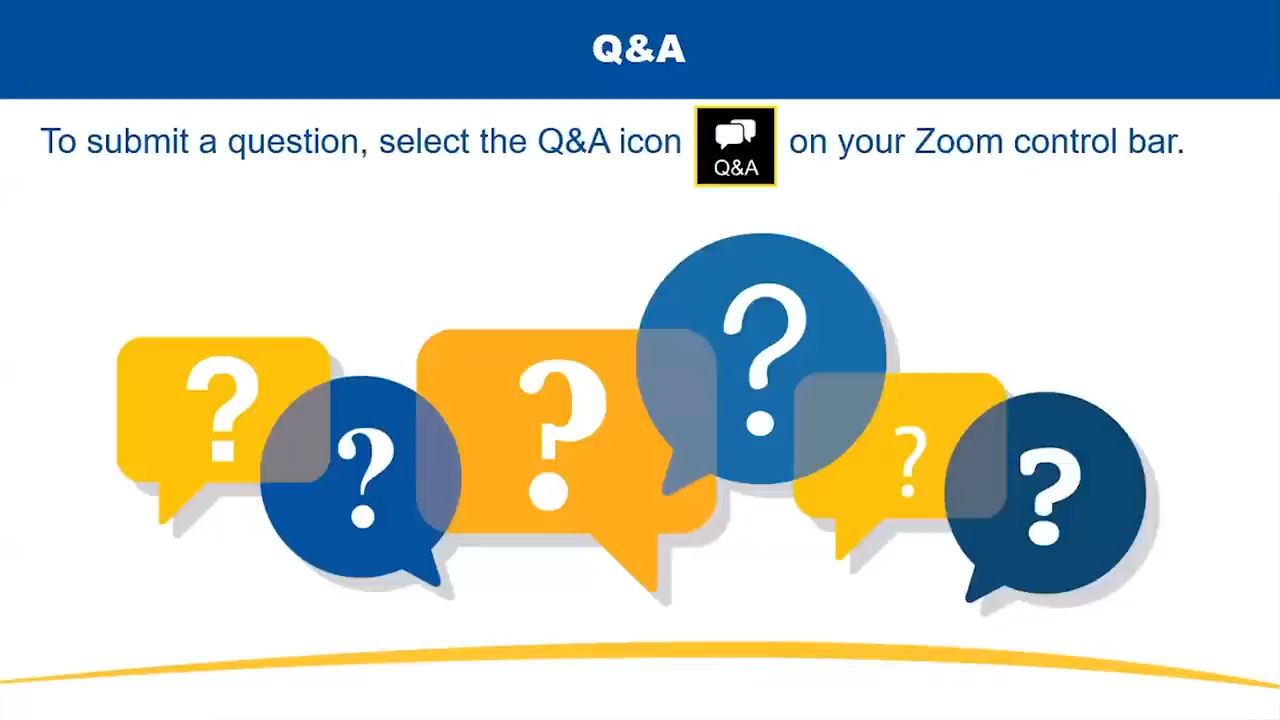 Q&A
To submit a question, select the Q&A icon Q&A on your Zoom control bar.
? ? ? ? ? ?